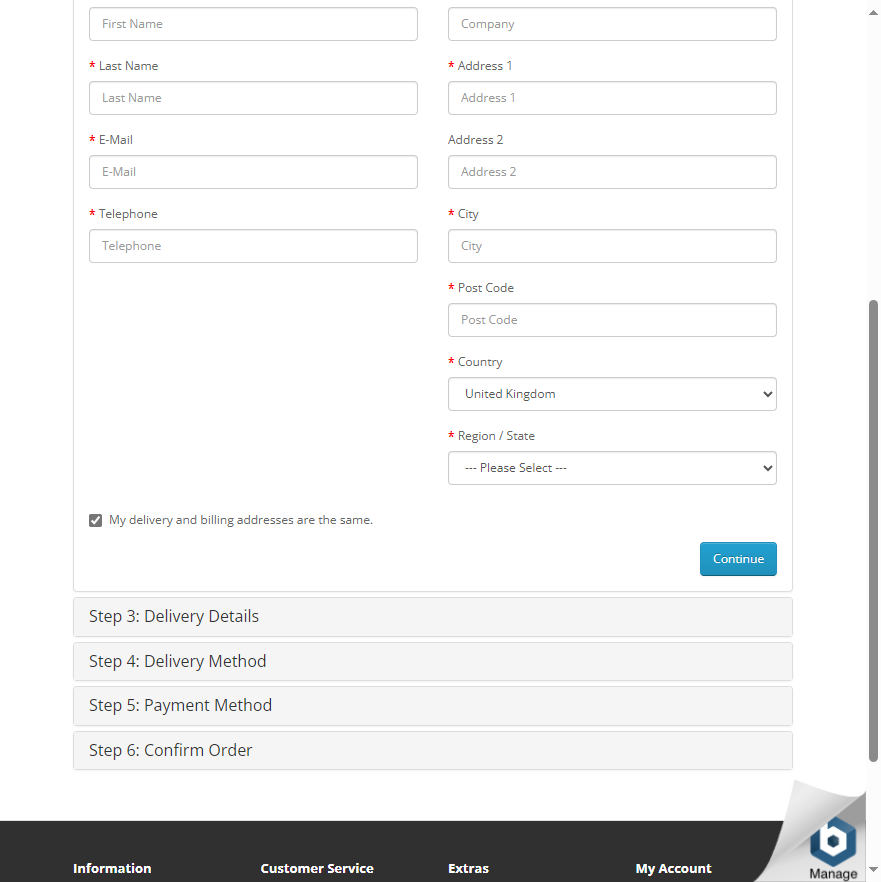 First Name
Company
* Last Name
* Address 1
Last Name
Address 1
* E-Mail
Address 2
E-Mail
Address 2
* Telephone
* City
Telephone
City
* Post Code
Post Code
* Country
United Kingdom
* Region / State
--- Please Select ---
My delivery and billing addresses are the same.
Continue
Step 3: Delivery Details
Step 4: Delivery Method
Step 5: Payment Method
Step 6: Confirm Order
Information
Customer Service
Extras
My Account
b
Manage